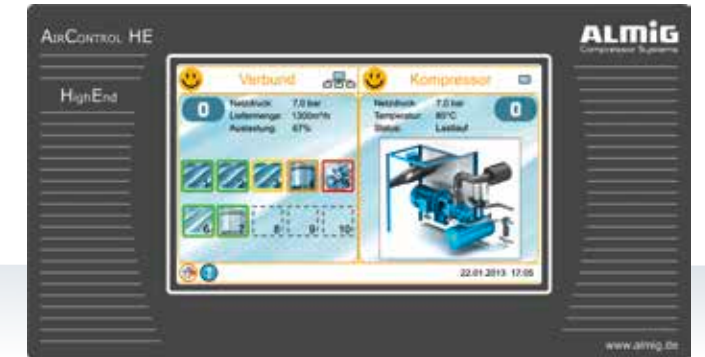 AIRCONTROL HE
ALMiG
Compressor Systems
HIGHEND
Verbund
Kompressor
0
Netzdruck: 7,0 bar
Liefermenge: 1300m³/h
Auslastung: 67%
Netzdruck: 7,0 bar
Temperatur: 80°C
Status: Lastlauf
0
6
7
8
9
10
22.01.2013 17:05
www.almig.de